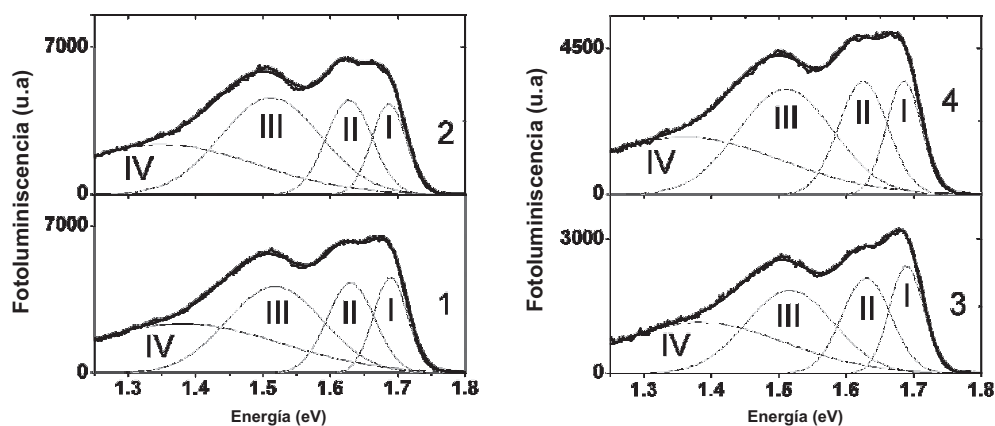 Fotoluminiscencia (u.a)
7000
0
IV
III
II
I
2
7000
0
IV
III
II
I
1
1.3
1.4
1.5
1.6
1.7
1.8
Energía (eV)
Fotoluminiscencia (u.a)
4500
0
IV
III
II
I
4
3000
0
IV
III
II
I
3
1.3
1.4
1.5
1.6
1.7
1.8
Energía (eV)